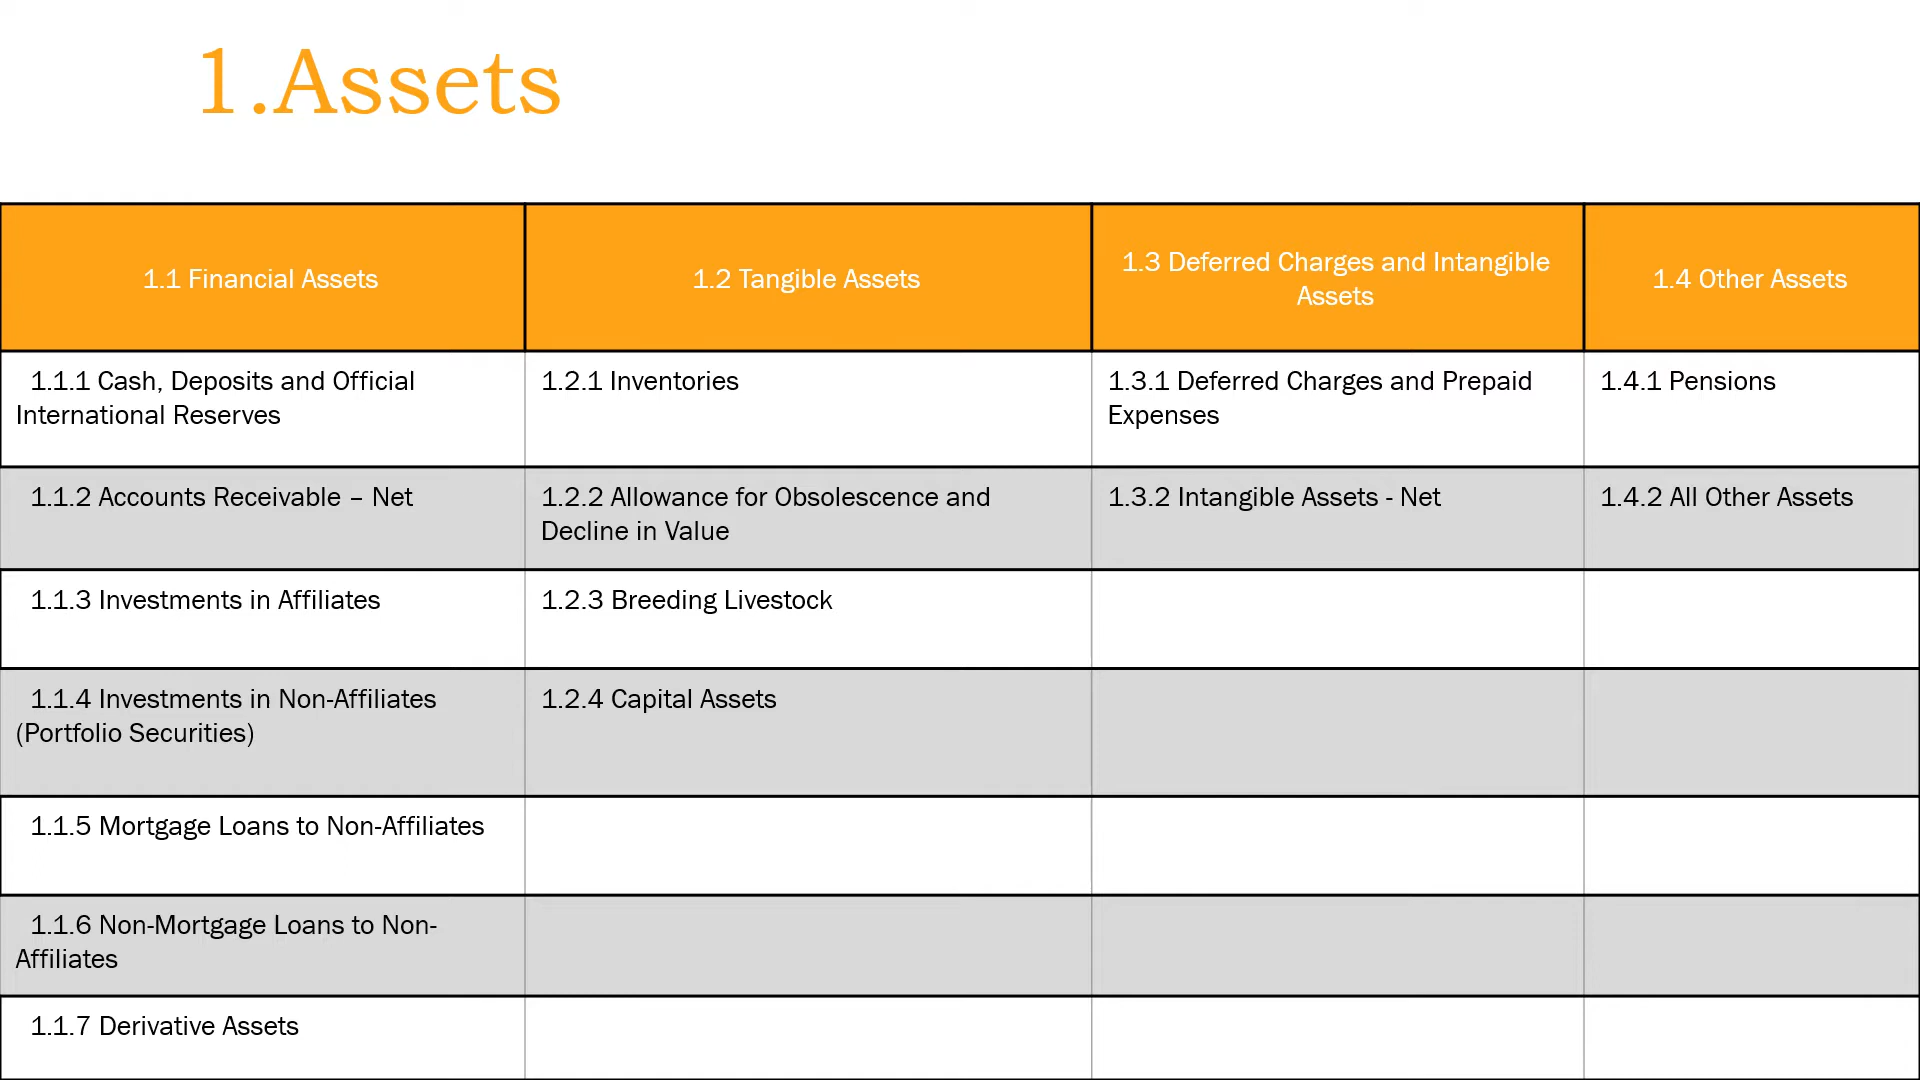 1.Assets
1.1 Financial Assets
1.2 Tangible Assets
1.3 Deferred Charges and Intangible
Assets
1.4 Other Assets
1.1.1 Cash, Deposits and Official
International Reserves
1.2.1 Inventories
1.3.1 Deferred Charges and Prepaid
Expenses
1.4.1 Pensions
1.1.2 Accounts Receivable – Net
1.2.2 Allowance for Obsolescence and
Decline in Value
1.3.2 Intangible Assets - Net
1.4.2 All Other Assets
1.1.3 Investments in Affiliates
1.2.3 Breeding Livestock
1.1.4 Investments in Non-Affiliates
(Portfolio Securities)
1.2.4 Capital Assets
1.1.5 Mortgage Loans to Non-Affiliates
1.1.6 Non-Mortgage Loans to Non-
Affiliates
1.1.7 Derivative Assets